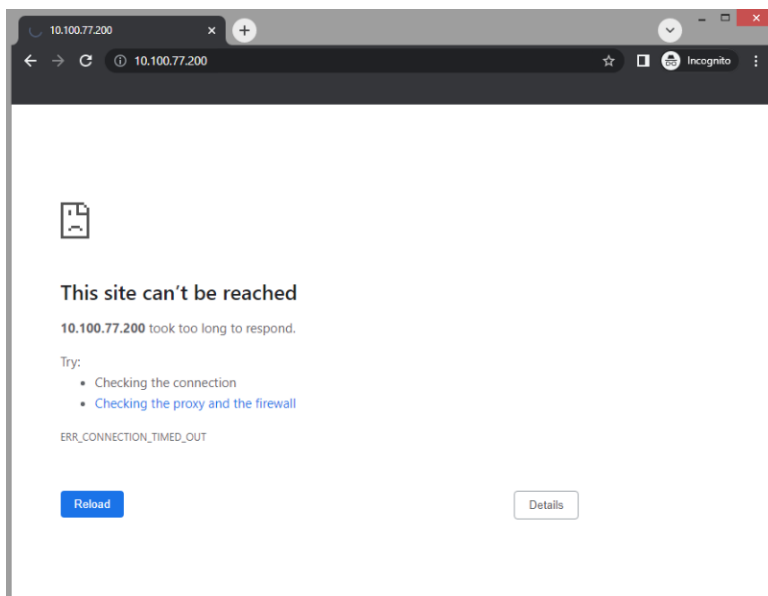 10.100.77.200
10.100.77.200
Incognito
This site can't be reached
10.100.77.200 took too long to respond.
Try:
• Checking the connection
• Checking the proxy and the firewall
ERR_CONNECTION_TIMED_OUT
Reload
Details